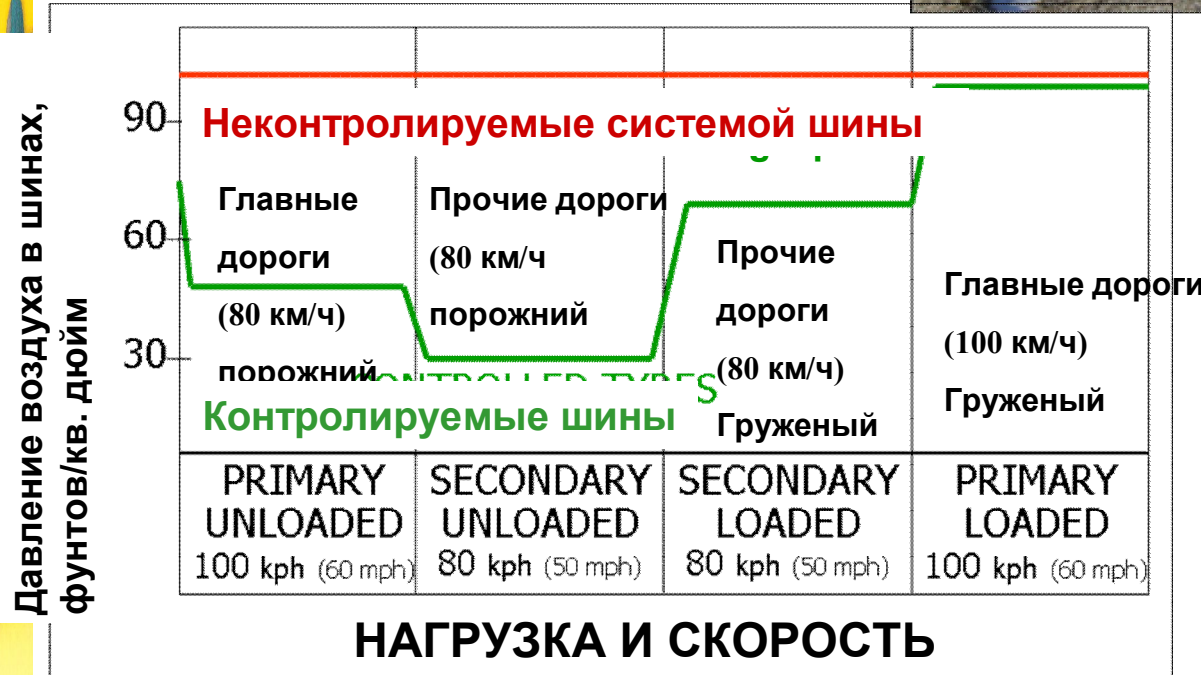 Давление воздуха в шинах,
фунтов/кв. дюйм
90
60
30
Неконтролируемые системой шины
Главные
дороги
(80 км/ч)
порожний
Прочие дороги
(80 км/ч
порожний
Прочие
дороги
(80 км/ч)
Груженый
Главные дороги
(100 км/ч)
Груженый
Контролируемые шины
PRIMARY
UNLOADED
100 kph (60 mph)
SECONDARY
UNLOADED
80 kph (50 mph)
SECONDARY
LOADED
80 kph (50 mph)
PRIMARY
LOADED
100 kph (60 mph)
НАГРУЗКА И СКОРОСТЬ